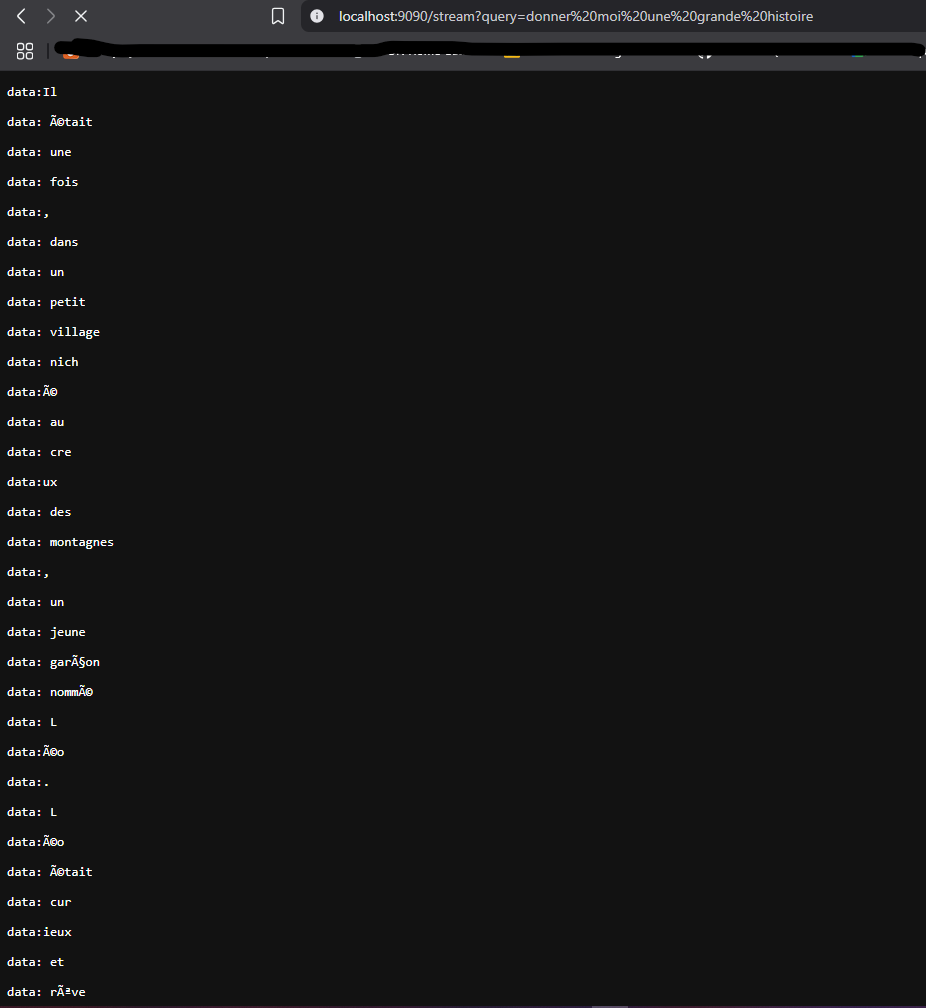 localhost:9090/stream?query=donner%20moi%20une%20grande%20histoire
data:Il
data: Ã©tait
data: une
data: fois
data:,
data: dans
data: un
data: petit
data: village
data: nich
data:Ã©
data: au
data: cre
data:ux
data: des
data: montagnes
data:,
data: un
data: jeune
data: garÃ§on
data: nommÃ©
data: L
data:Ã©o
data:.
data: L
data:Ã©o
data: Ã©tait
data: cur
data:ieux
data: et
data: rÃªve